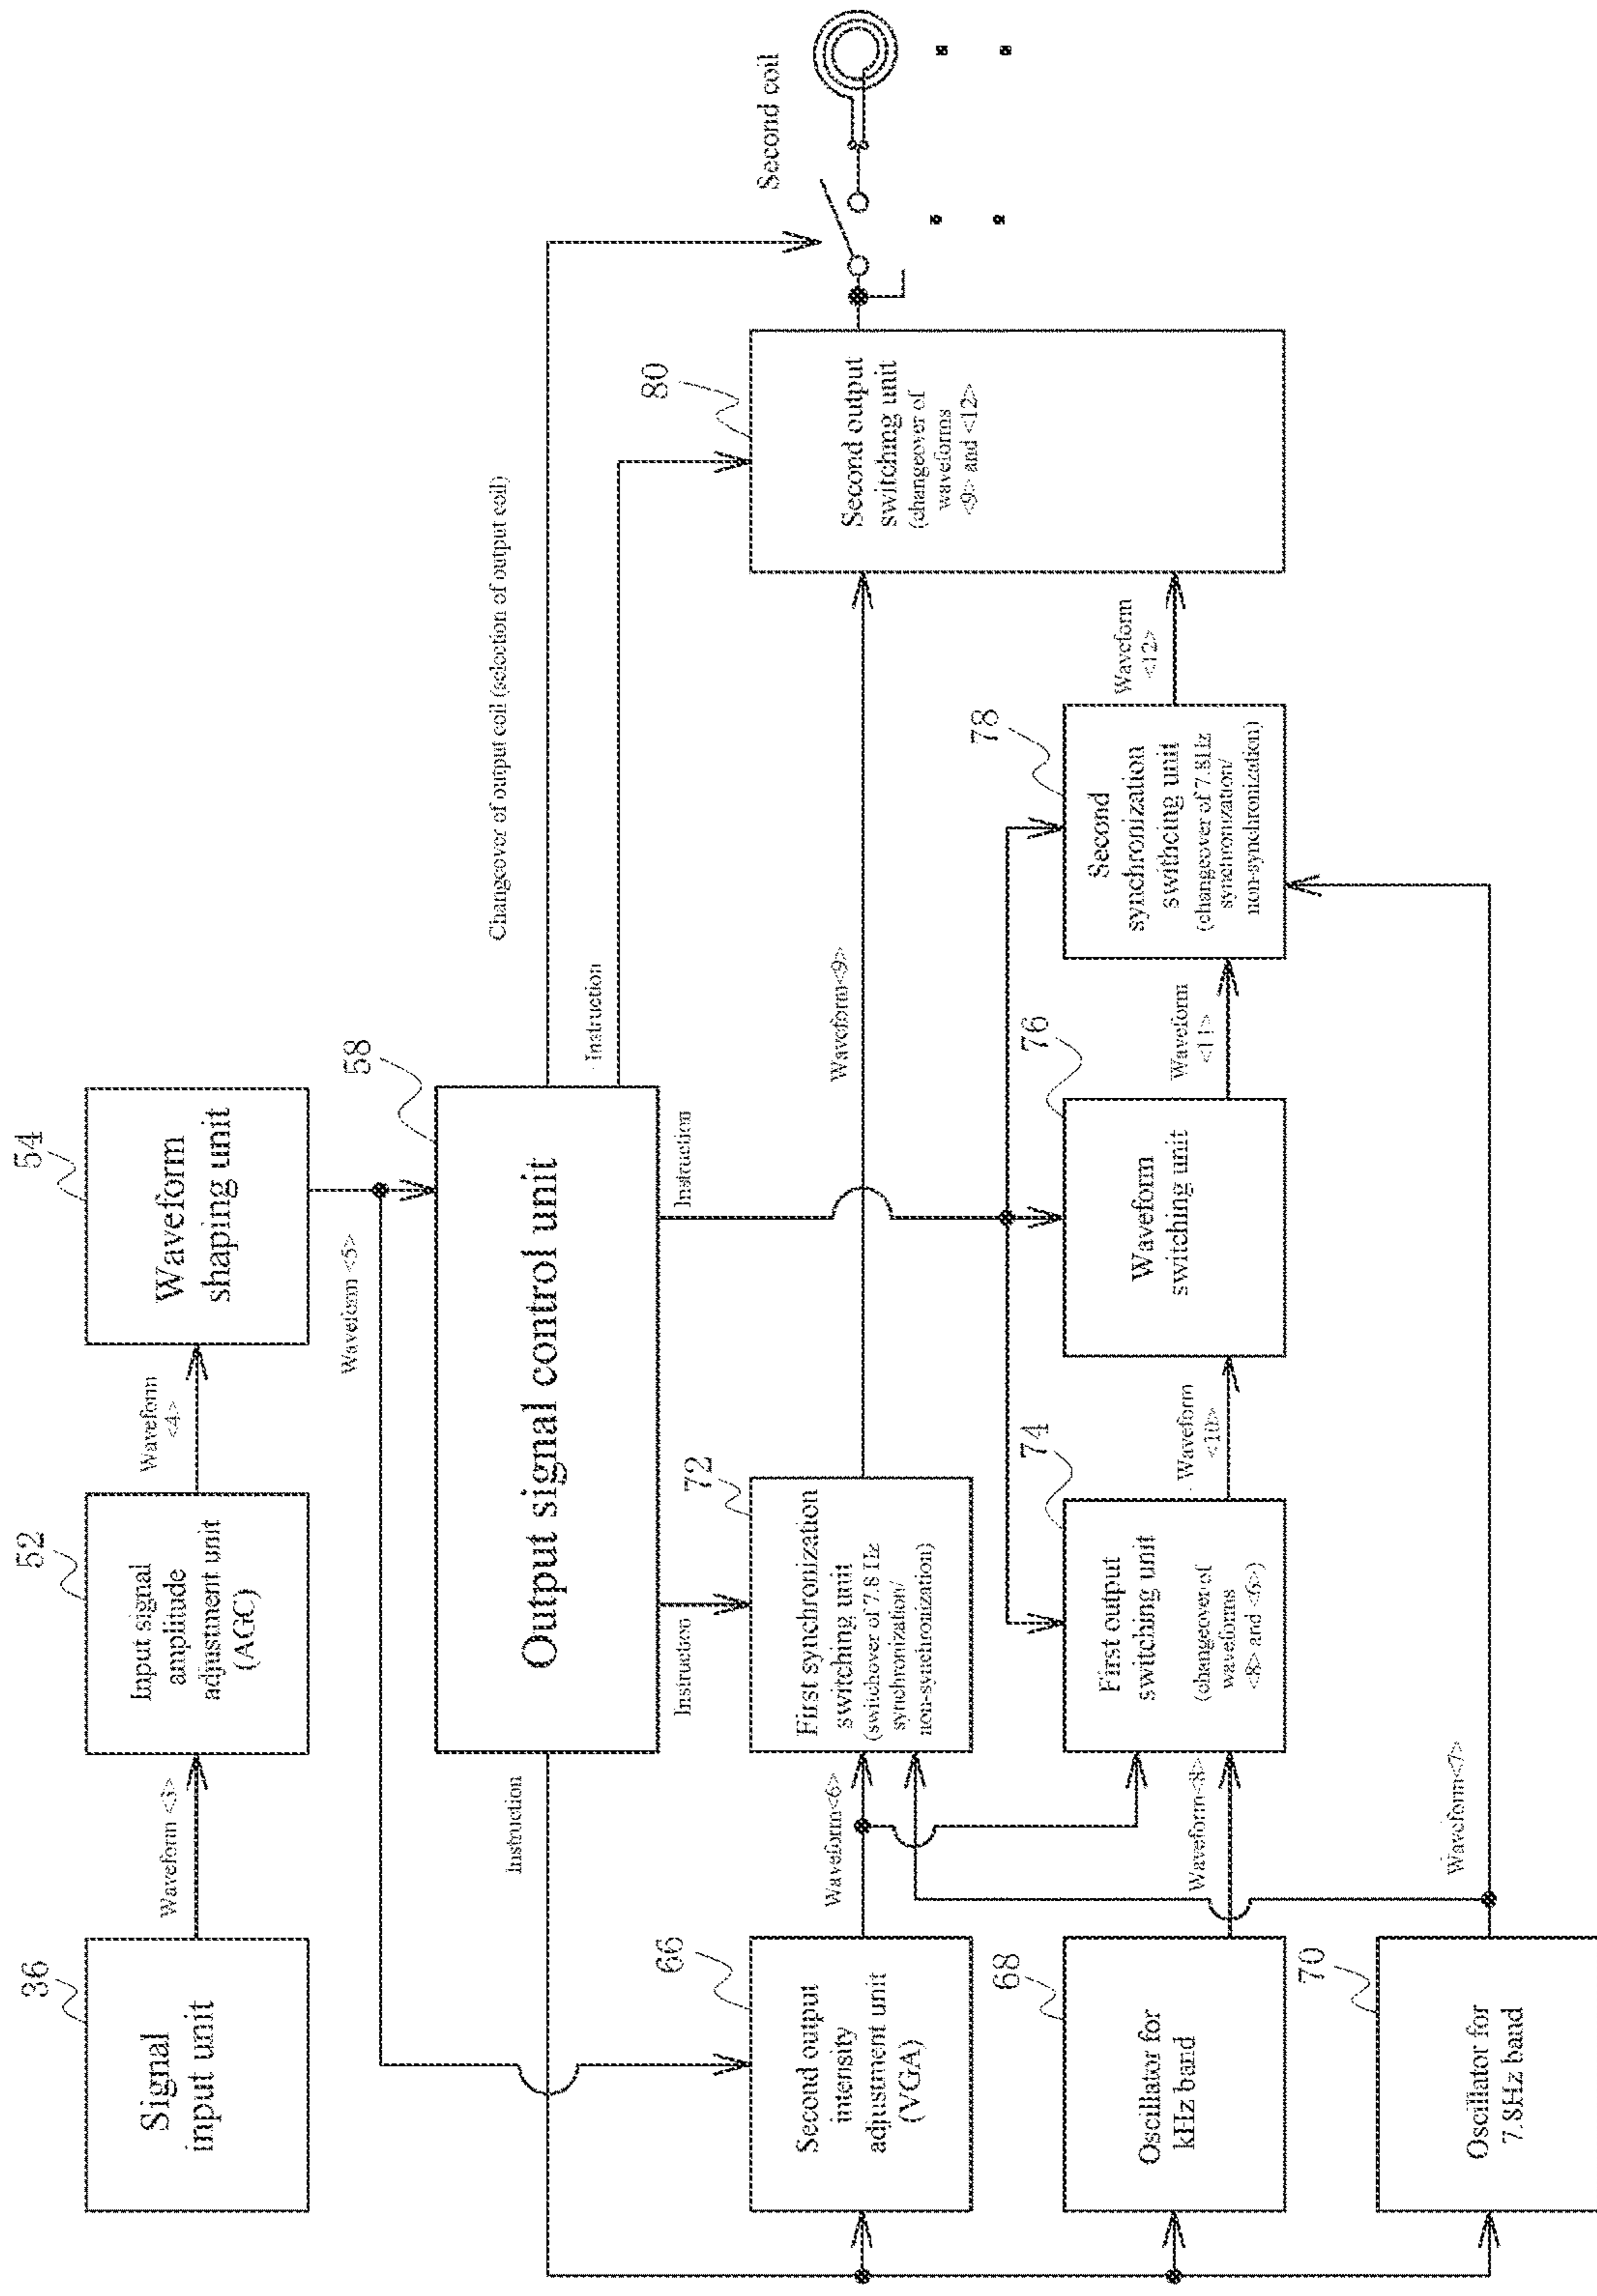 36
Signal
input unit
Waveform <3>
52
Input signal
amplitude
adjustment unit
(AGC)
Waveform
<4>
54
Waveform
shaping unit
Waveform <5>
58
Output signal control unit
Instruction
Instruction
Instruction
Instruction
Changeover of output coil (selection of output coil)
Second coil
66
Second output
intensity
adjustment unit
(VGA)
Waveform<6>
72
First synchronization
switching unit
(switchover of 7.8 Hz
synchronization/
non-synchronization)
Waveform<9>
80
Second output
switching unit
(changeover of
waveforms
<9> and <12>
68
Oscillator for
kHz band
Waveform<8>
74
First output
switching unit
(changeover of
waveforms
<8> and <6>)
Waveform
<10>
76
Waveform
switching unit
Waveform
<11>
78
Second
synchronization
swithcing unit
(changeover of 7.8Hz
synchronization/
non-synchronization)
Waveform
<12>
70
Oscillator for
7.8Hz band
Waveform<7>